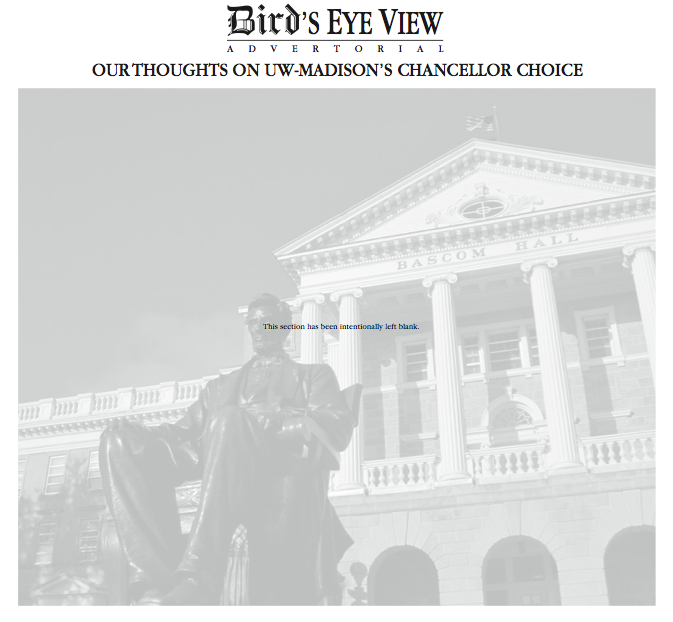 Bird's Eye View
ADVERTORIAL
OUR THOUGHTS ON UW-MADISON'S CHANCELLOR CHOICE
BASCOM HALL
This section has been intentionally left blank.